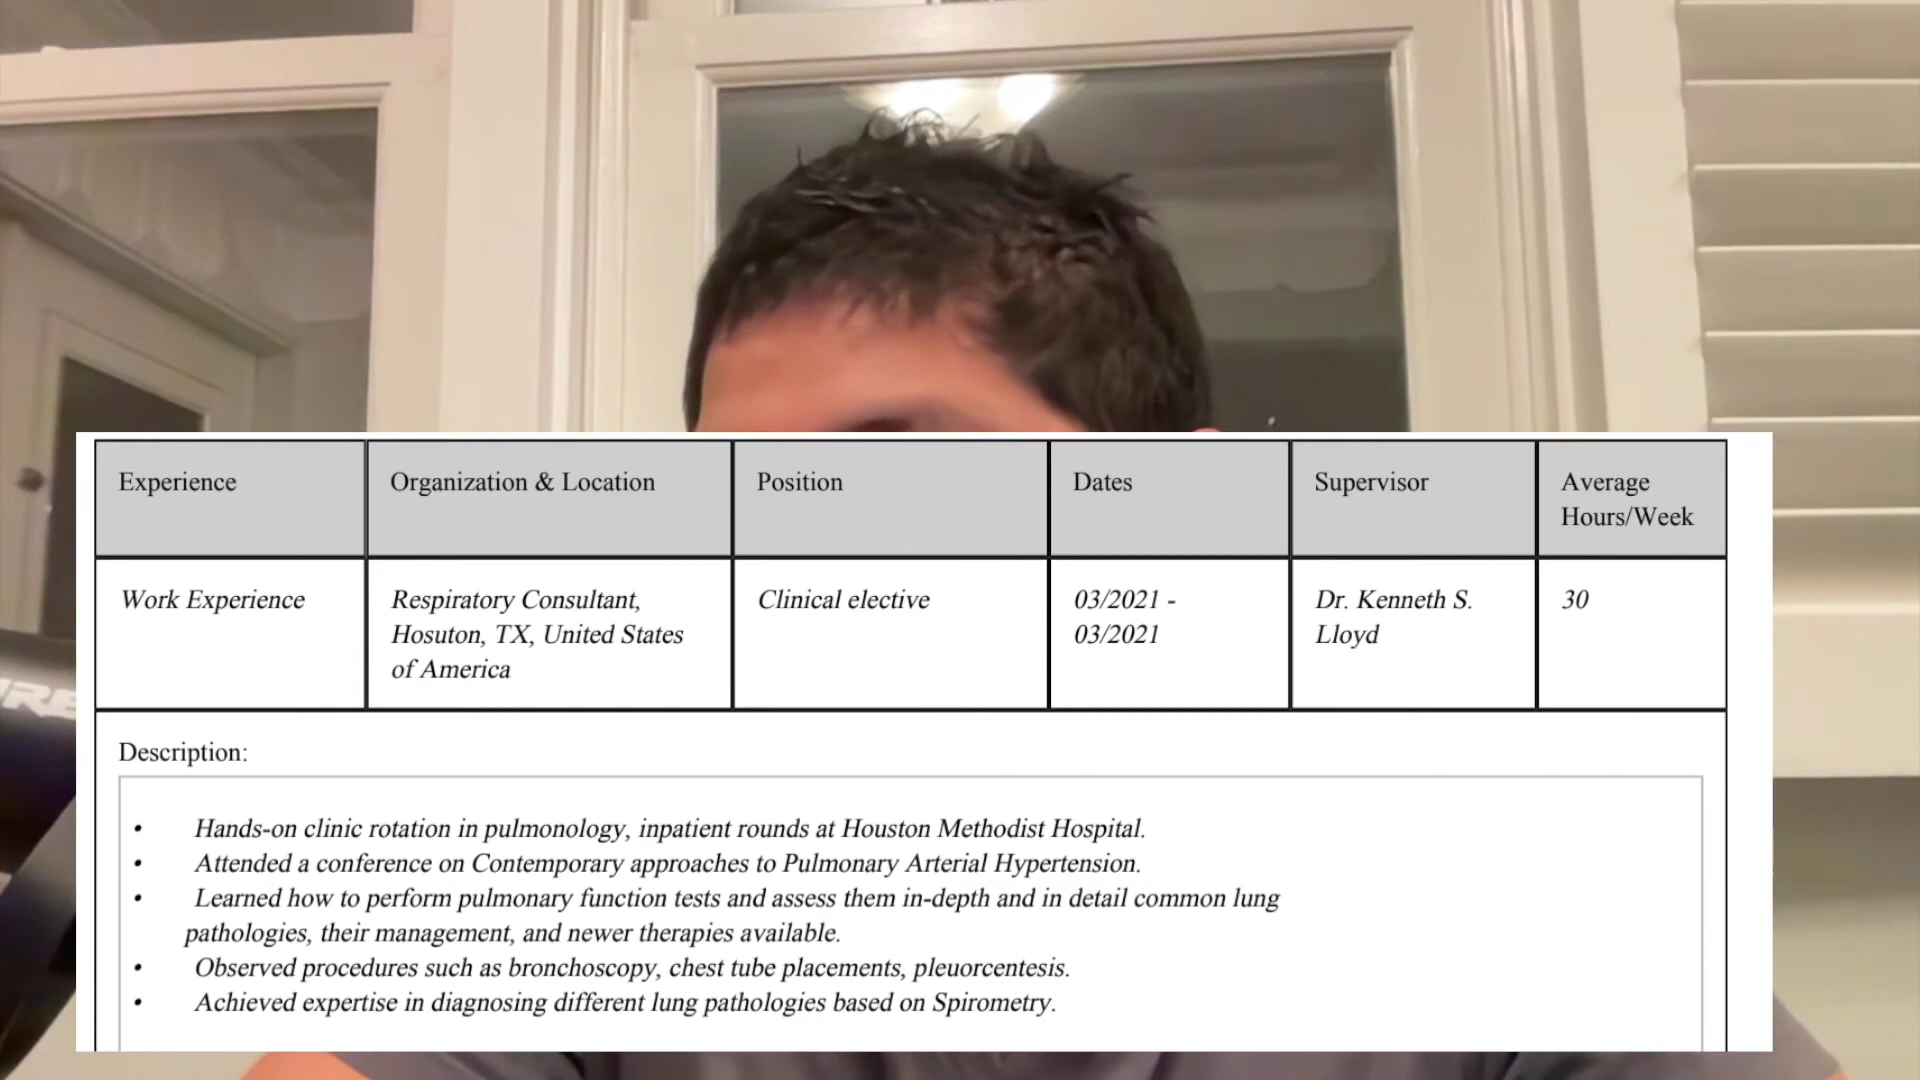 Experience
Organization & Location
Position
Dates
Supervisor
Average
Hours/Week
Work Experience
Respiratory Consultant,
Hosuton, TX, United States
of America
Clinical elective
03/2021 -
03/2021
Dr. Kenneth S.
Lloyd
30
Description:
• Hands-on clinic rotation in pulmonology, inpatient rounds at Houston Methodist Hospital.
• Attended a conference on Contemporary approaches to Pulmonary Arterial Hypertension.
• Learned how to perform pulmonary function tests and assess them in-depth and in detail common lung
pathologies, their management, and newer therapies available.
• Observed procedures such as bronchoscopy, chest tube placements, pleuorcentesis.
• Achieved expertise in diagnosing different lung pathologies based on Spirometry.